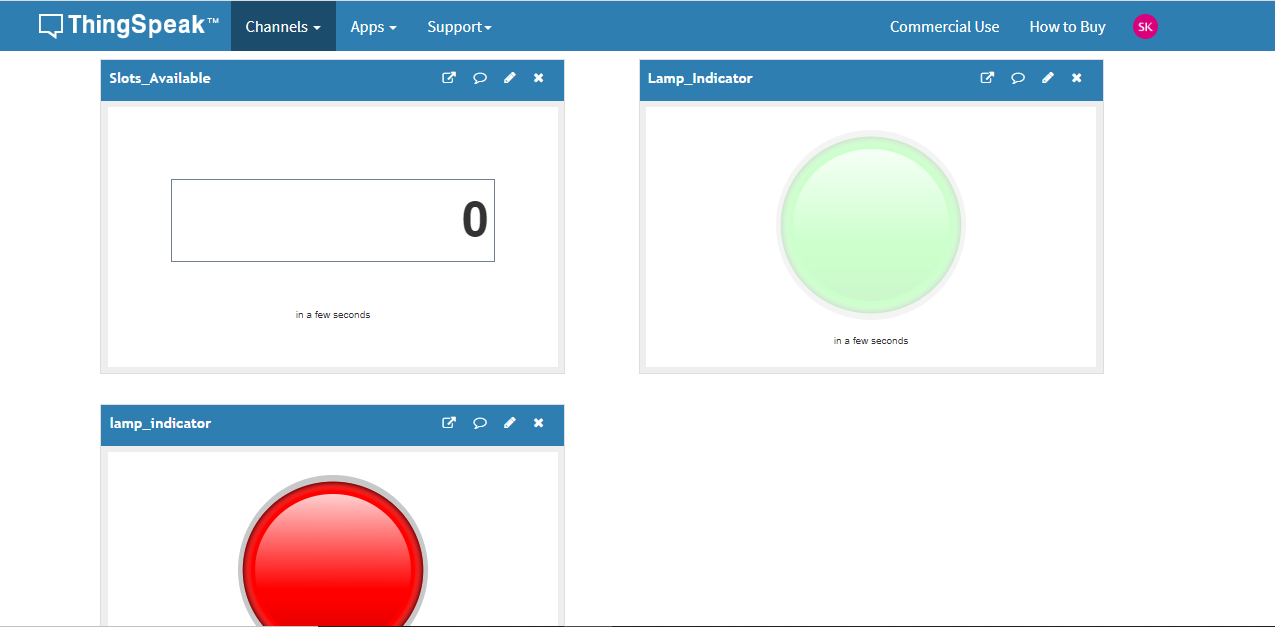 ThingSpeak™ Channels Apps Support Commercial Use How to Buy SK
Slots_Available
0
in a few seconds
Lamp_Indicator
in a few seconds
lamp_indicator